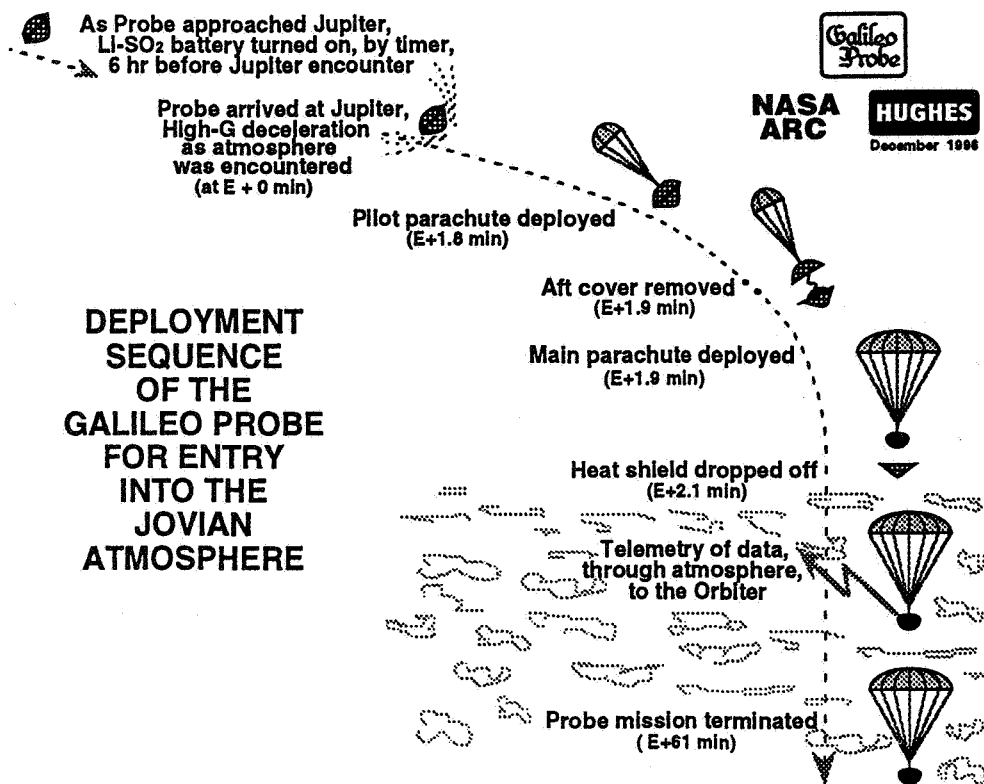 As Probe approached Jupiter,
Li-SO₂ battery turned on, by timer,
6 hr before Jupiter encounter
Galileo
Probe
NASA
ARC
HUGHES
December 1996
Probe arrived at Jupiter,
High-G deceleration
as atmosphere
was encountered
(at E + 0 min)
Pilot parachute deployed
(E+1.8 min)
Aft cover removed
(E+1.9 min)
Main parachute deployed
(E+1.9 min)
DEPLOYMENT
SEQUENCE
OF THE
GALILEO PROBE
FOR ENTRY
INTO THE
JOVIAN
ATMOSPHERE
Heat shield dropped off
(E+2.1 min)
Telemetry of data,
through atmosphere,
to the Orbiter
Probe mission terminated
( E+61 min)